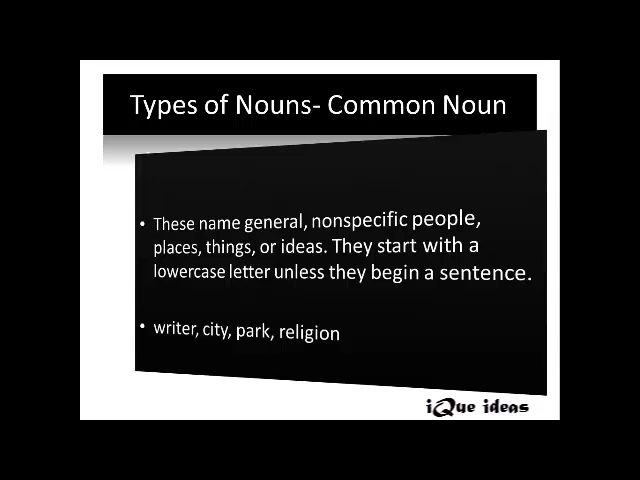 Types of Nouns- Common Noun
• These name general, nonspecific people,
places, things, or ideas. They start with a
lowercase letter unless they begin a sentence.
• writer, city, park, religion
iQue ideas